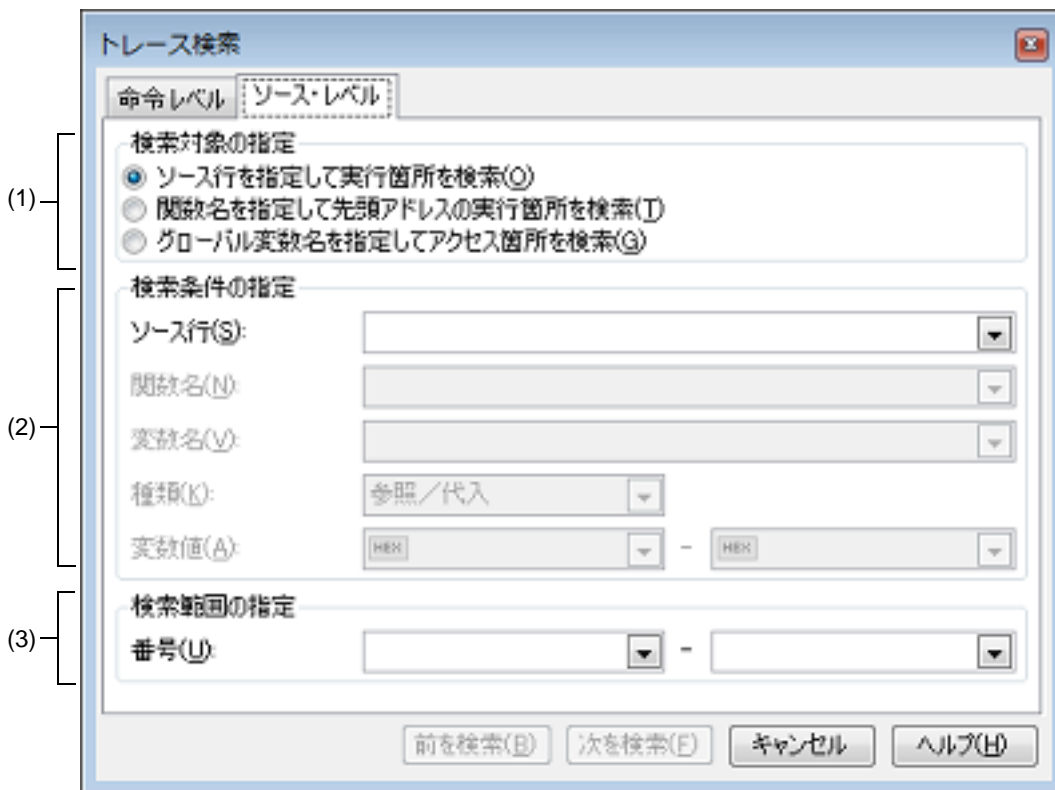 トレース検索
命令レベル ソース・レベル
(1)
検索対象の指定
ソース行を指定して実行箇所を検索(O)
関数名を指定して先頭アドレスの実行箇所を検索(T)
グローバル変数名を指定してアクセス箇所を検索(G)
(2)
検索条件の指定
ソース行(S):
関数名(N):
変数名(V):
種類(K): 参照／代入
変数値(A): HEX - HEX
(3)
検索範囲の指定
番号(U): -
前を検索(B) 次を検索(F) キャンセル ヘルプ(H)